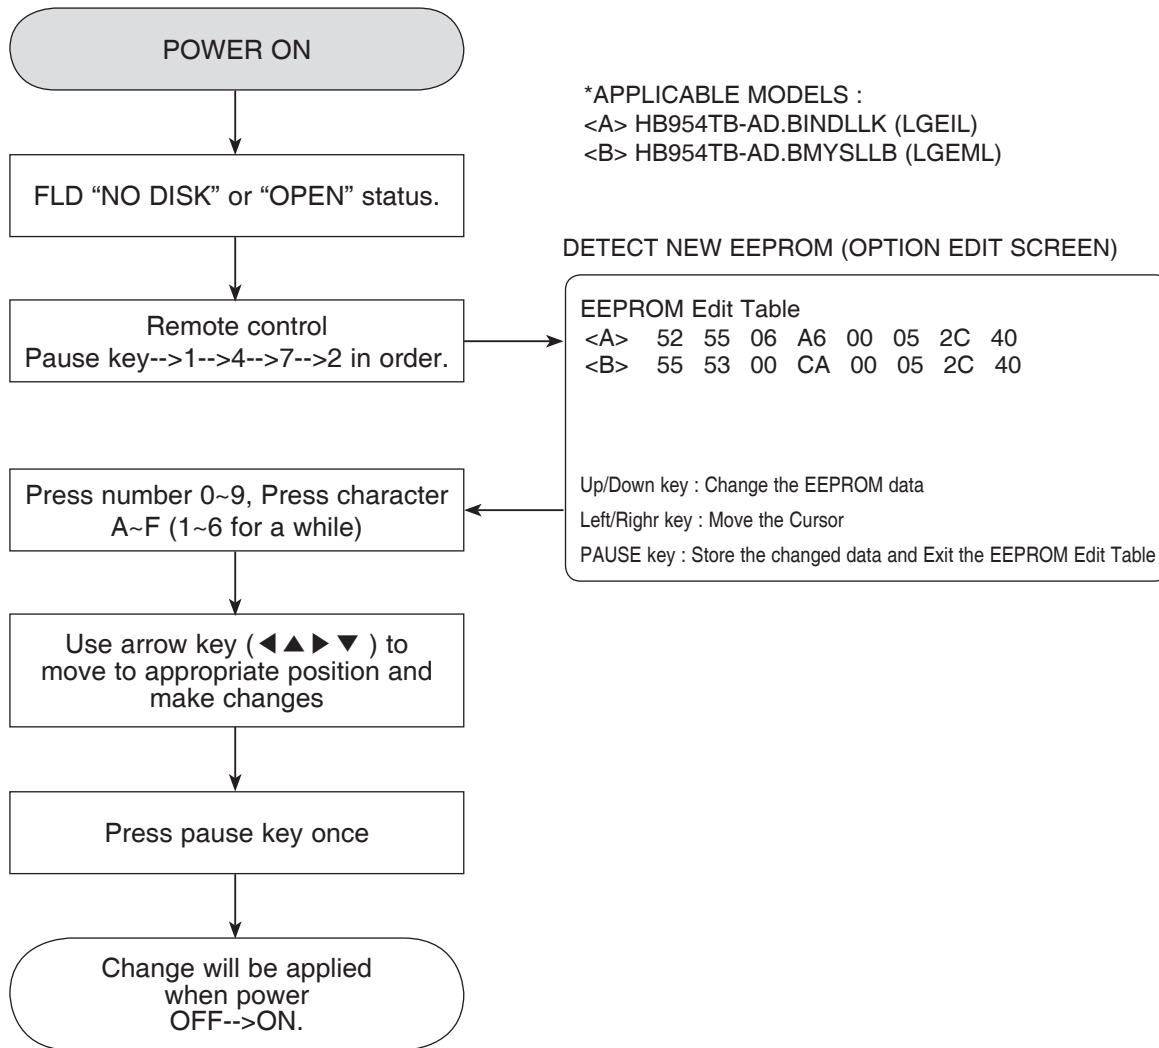 POWER ON
*APPLICABLE MODELS :
<A> HB954TB-AD.BINDLLK (LGEIL)
<B> HB954TB-AD.BMYSLLB (LGEML)
FLD “NO DISK” or “OPEN” status.
DETECT NEW EEPROM (OPTION EDIT SCREEN)
Remote control
Pause key-->1-->4-->7-->2 in order.
EEPROM Edit Table
<A> 52 55 06 A6 00 05 2C 40
<B> 55 53 00 CA 00 05 2C 40
Up/Down key : Change the EEPROM data
Left/Righr key : Move the Cursor
PAUSE key : Store the changed data and Exit the EEPROM Edit Table
Press number 0~9, Press character
A~F (1~6 for a while)
Use arrow key (◀ ▲ ▶ ▼ ) to
move to appropriate position and
make changes
Press pause key once
Change will be applied
when power
OFF-->ON.